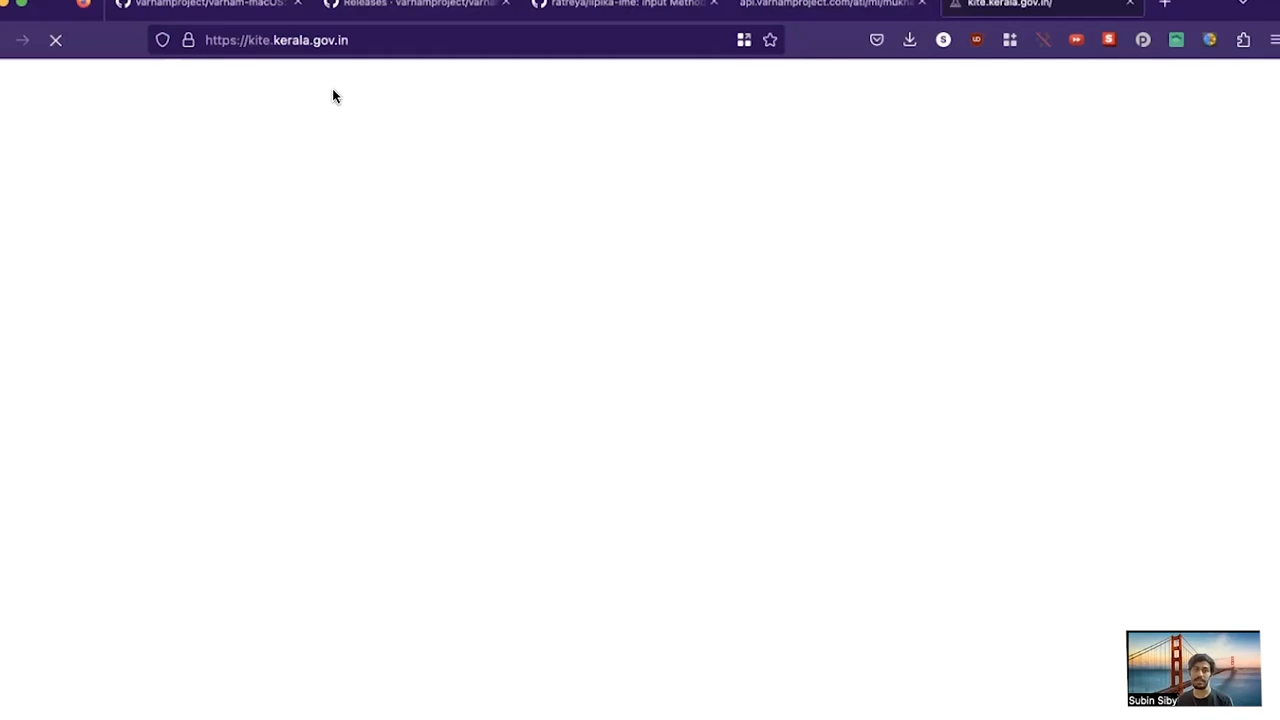 varnamproject/varnam-macOS:
Releases · varnamproject/varna
ratreya/lipika-ime: Input Metho
api.varnamproject.com/atl/ml/mukh
kite.kerala.gov.in/
https://kite.kerala.gov.in
Subin Siby